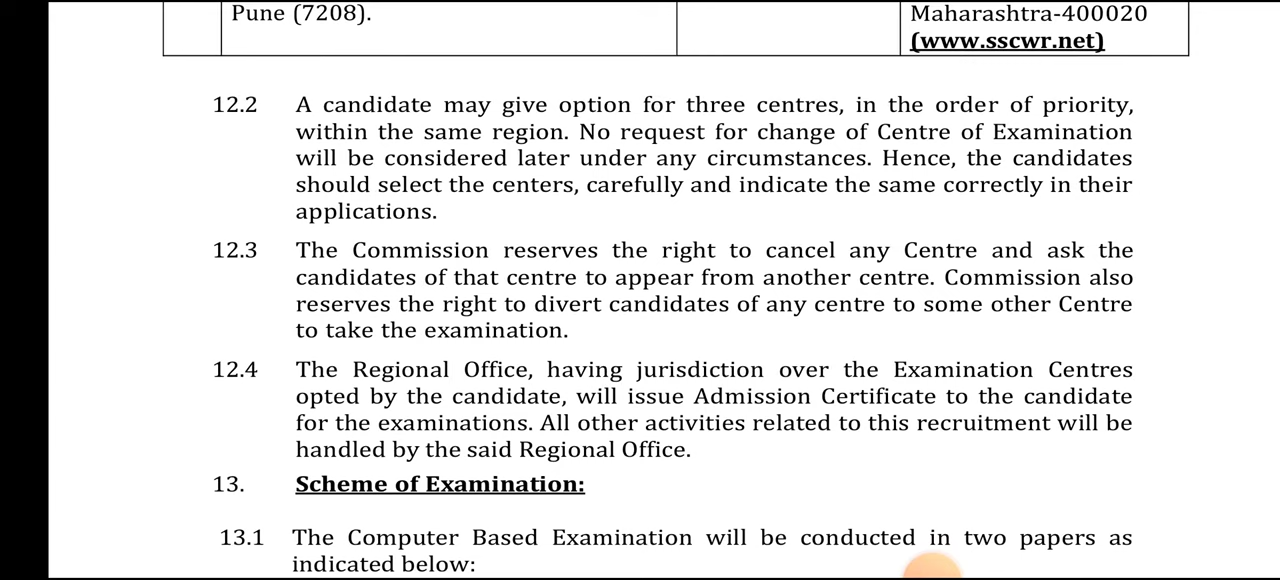 Pune (7208).
Maharashtra-400020
(www.sscwr.net)
12.2 A candidate may give option for three centres, in the order of priority,
within the same region. No request for change of Centre of Examination
will be considered later under any circumstances. Hence, the candidates
should select the centers, carefully and indicate the same correctly in their
applications.
12.3 The Commission reserves the right to cancel any Centre and ask the
candidates of that centre to appear from another centre. Commission also
reserves the right to divert candidates of any centre to some other Centre
to take the examination.
12.4 The Regional Office, having jurisdiction over the Examination Centres
opted by the candidate, will issue Admission Certificate to the candidate
for the examinations. All other activities related to this recruitment will be
handled by the said Regional Office.
13. Scheme of Examination:
13.1 The Computer Based Examination will be conducted in two papers as
indicated below: